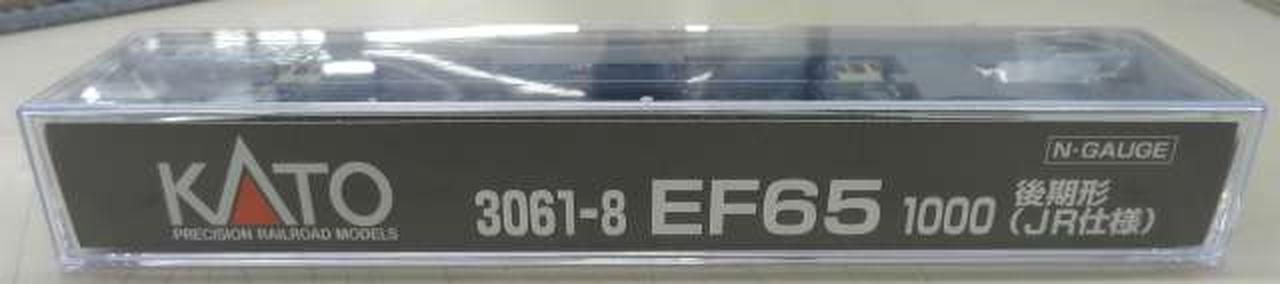 KATO
PRECISION RAILROAD MODELS
3061-8 EF65 1000 後期形
(JR仕様)
N·GAUGE